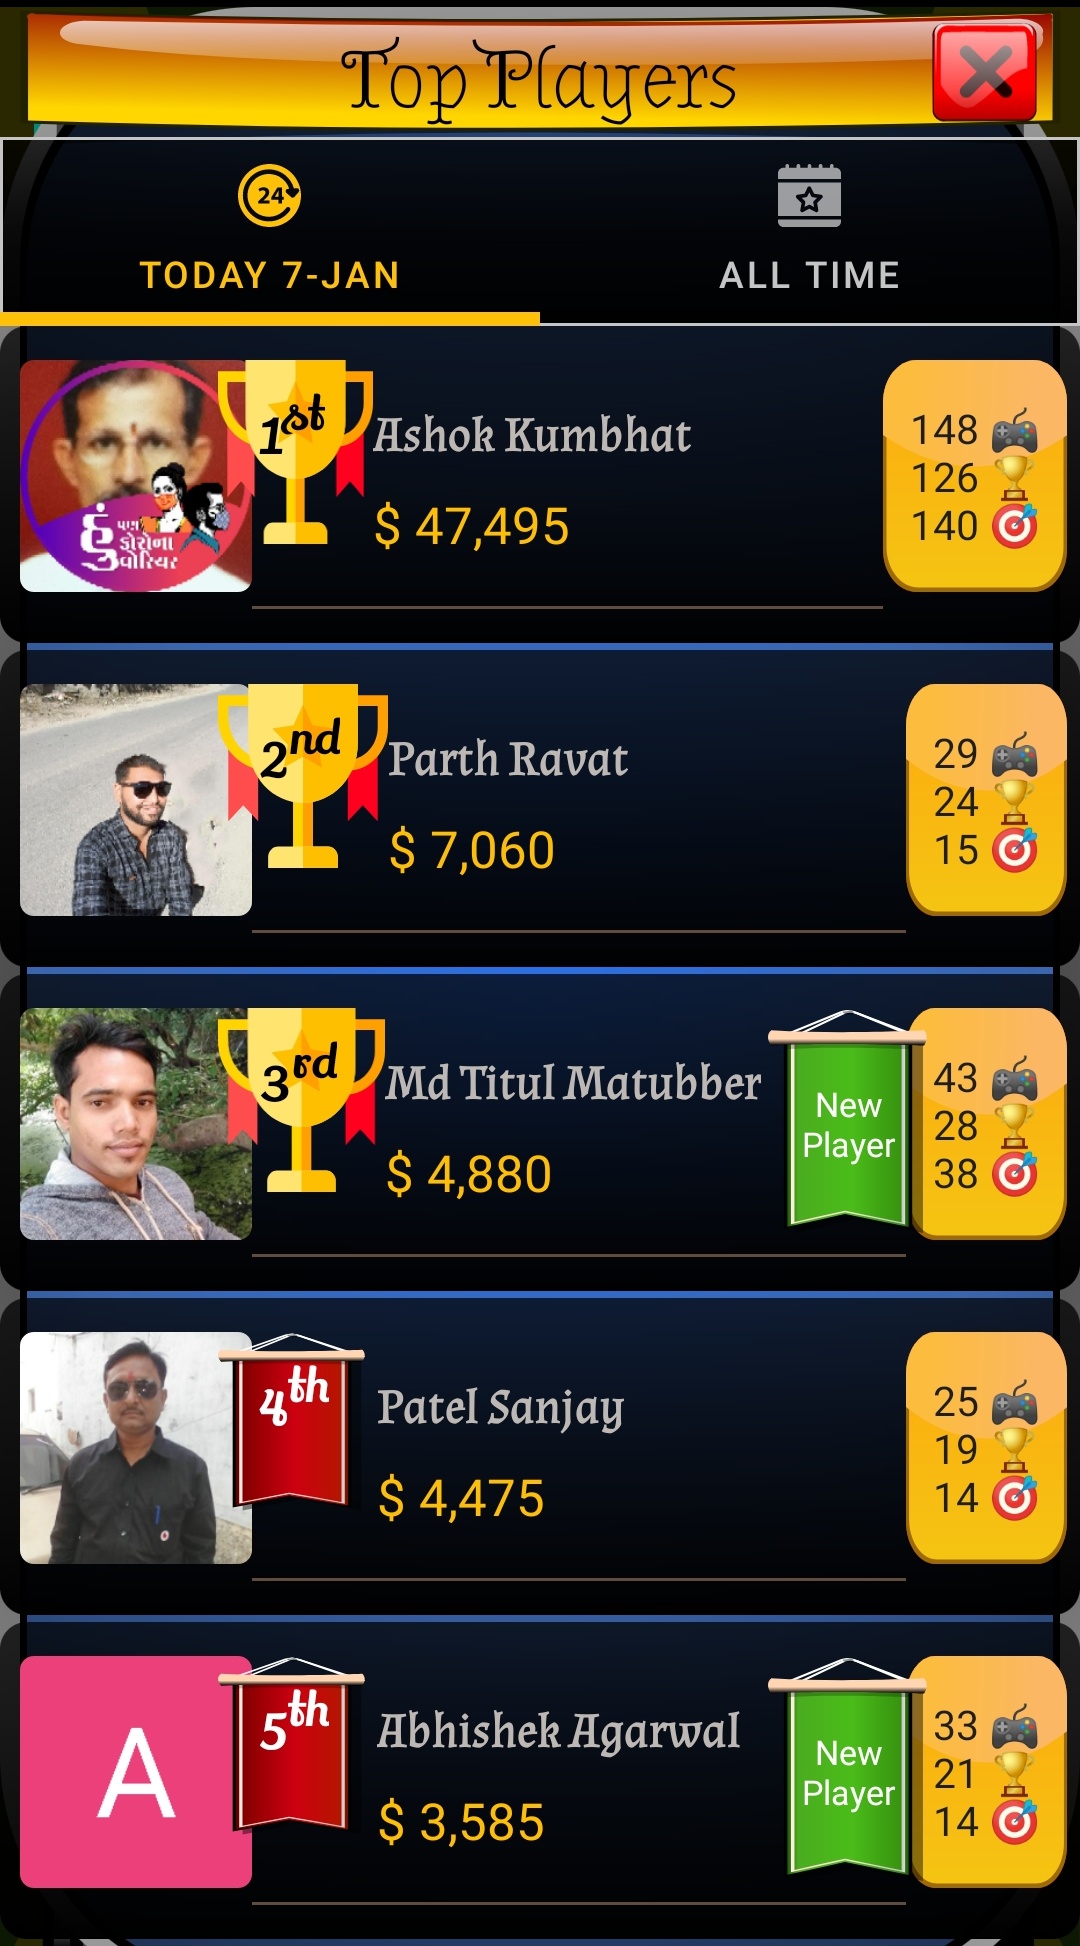 Top Players
24
TODAY 7-JAN
ALL TIME
1st
Ashok Kumbhat
$ 47,495
148
126
140
હું
પણ
કોરોના
વોરિયર
2nd
Parth Ravat
$ 7,060
29
24
15
3rd
Md Titul Matubber
$ 4,880
New
Player
43
28
38
4th
Patel Sanjay
$ 4,475
25
19
14
A
5th
Abhishek Agarwal
$ 3,585
New
Player
33
21
14